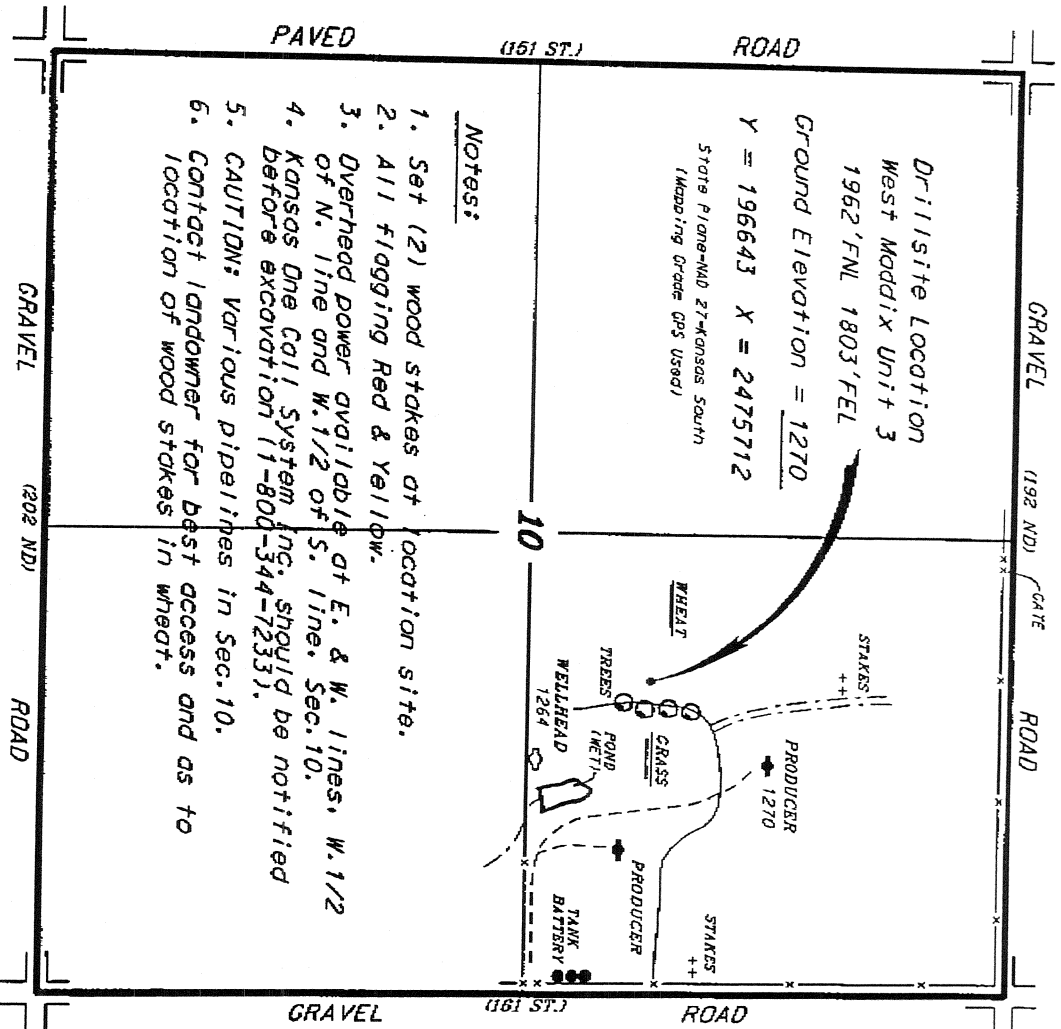 PAVED
(151 ST.)
ROAD
GRAVEL
(192 ND)
GATE
ROAD
Drillsite Location
West Maddix Unit 3
1962'FNL 1803'FEL
Ground Elevation = 1270
Y = 196643 X = 2475712
State Plane-NAD 27-Kansas South
(Mapping Grade GPS Used)
STAKES
PRODUCER
1270
WHEAT
TREES
GRASS
WELLHEAD
1264
POND
(WET)
PRODUCER
STAKES
TANK
BATTERY
10
Notes:
1. Set (2) wood stakes at location site.
2. All flagging Red & Yellow.
3. Overhead power available at E. & W. lines, W.1/2
of N. line and W.1/2 of S. line, Sec.10.
4. Kansas One Call System Inc. should be notified
before excavation (1-800-344-7233).
5. CAUTION: Various pipelines in Sec.10.
6. Contact landowner for best access and as to
location of wood stakes in wheat.
GRAVEL
(202 ND)
ROAD
GRAVEL
(161 ST.)
ROAD